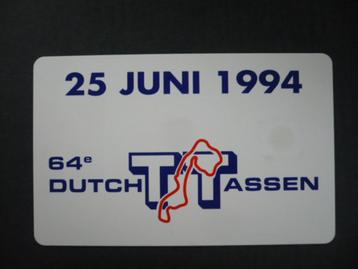 25 JUNI 1994
64e
DUTCH TT ASSEN